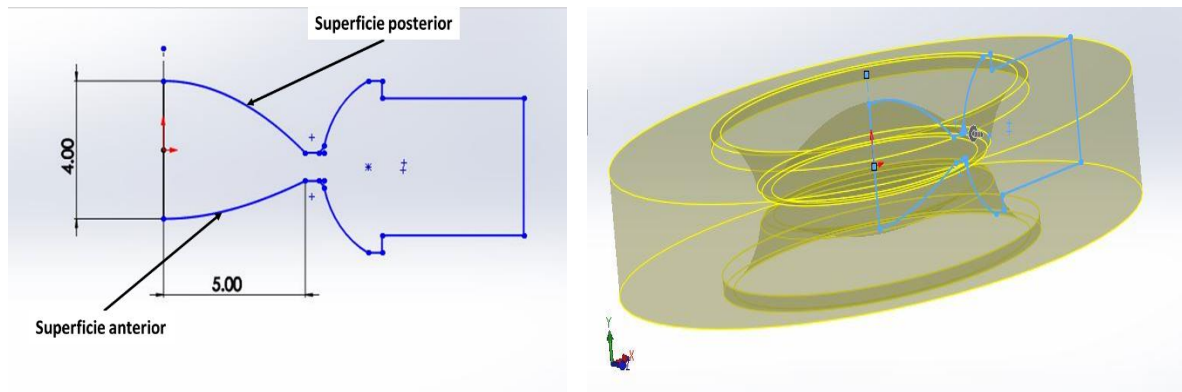 Superficie posterior
4.00
5.00
Superficie anterior
Y
X